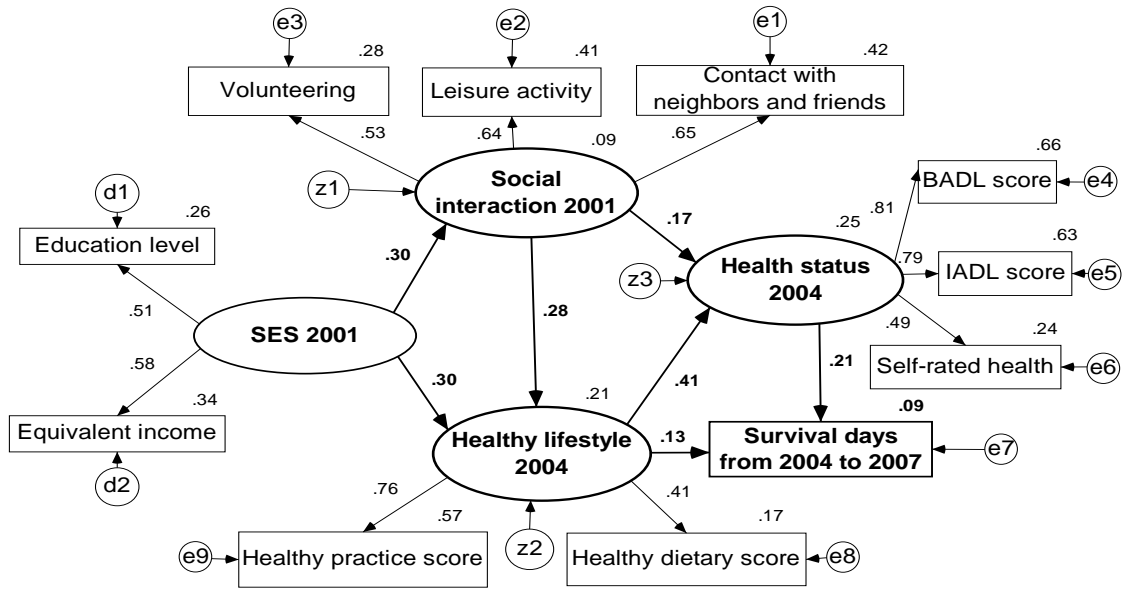 e3
e2
e1
.28
.41
.42
Volunteering
Leisure activity
Contact with
neighbors and friends
.53
.64
.09
.65
.66
d1
z1
Social
interaction 2001
BADL score
e4
.26
.17
.25
.81
.63
Education level
.30
z3
Health status
2004
.79
IADL score
e5
.51
.28
.49
.24
SES 2001
Self-rated health
e6
.58
.30
.41
.21
.34
.21
.09
Equivalent income
Healthy lifestyle
2004
.13
Survival days
from 2004 to 2007
e7
d2
.76
.41
.57
.17
e9
Healthy practice score
z2
Healthy dietary score
e8